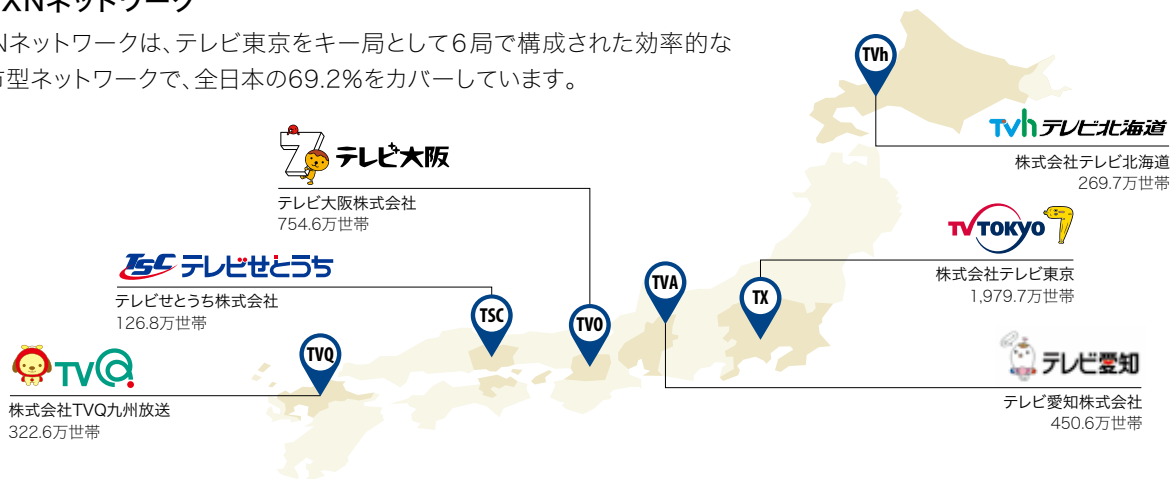 XNネットワーク
Nネットワークは、テレビ東京をキー局として6局で構成された効率的な
型ネットワークで、全日本の69.2%をカバーしています。
TVh
TVh テレビ北海道
株式会社テレビ北海道
269.7万世帯
7 テレビ大阪
テレビ大阪株式会社
754.6万世帯
TV TOKYO 7
株式会社テレビ東京
1,979.7万世帯
TSC テレビせとうち
テレビせとうち株式会社
126.8万世帯
TVA
TX
TSC
TVO
TVQ
TVQ
株式会社TVQ九州放送
322.6万世帯
テレビ愛知
テレビ愛知株式会社
450.6万世帯